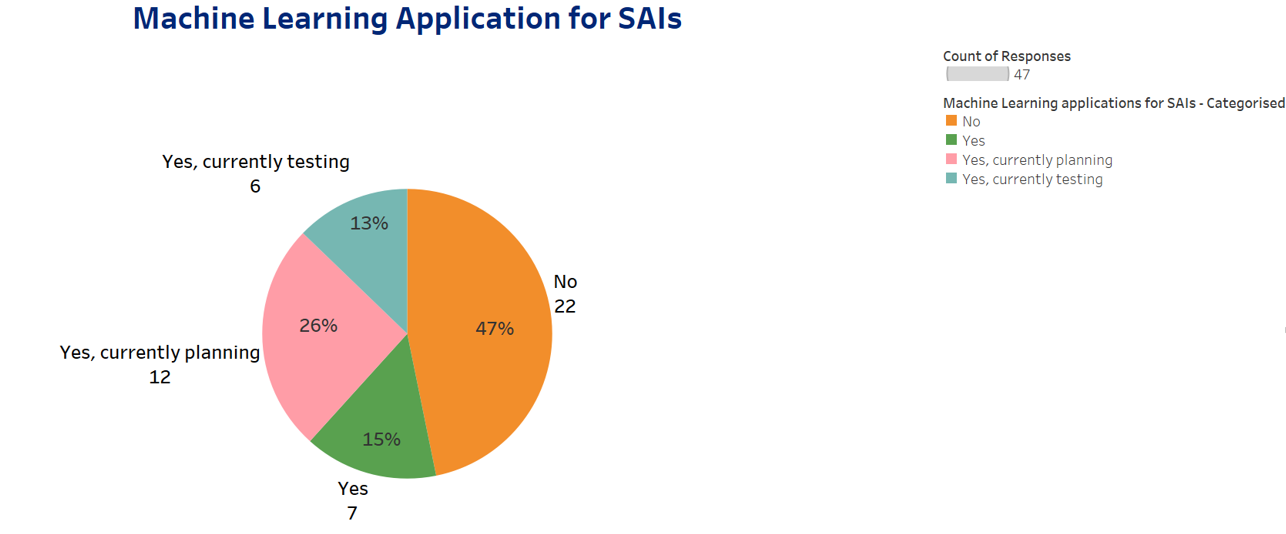 Machine Learning Application for SAIs
Count of Responses
47
Machine Learning applications for SAIs - Categorised
No
Yes
Yes, currently planning
Yes, currently testing
Yes, currently testing
6
13%
No
22
47%
26%
Yes, currently planning
12
15%
Yes
7